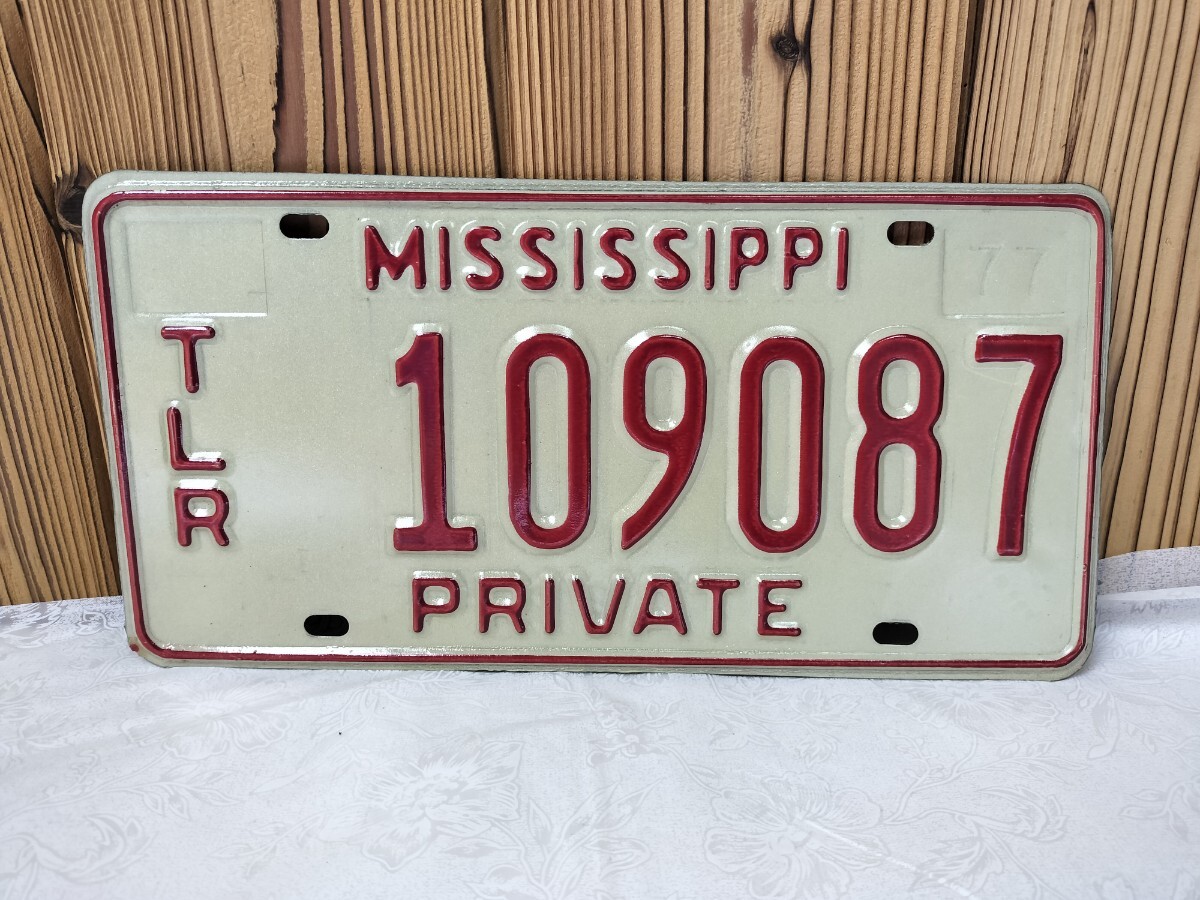 MISSISSIPPI
77
TLR
109087
PRIVATE